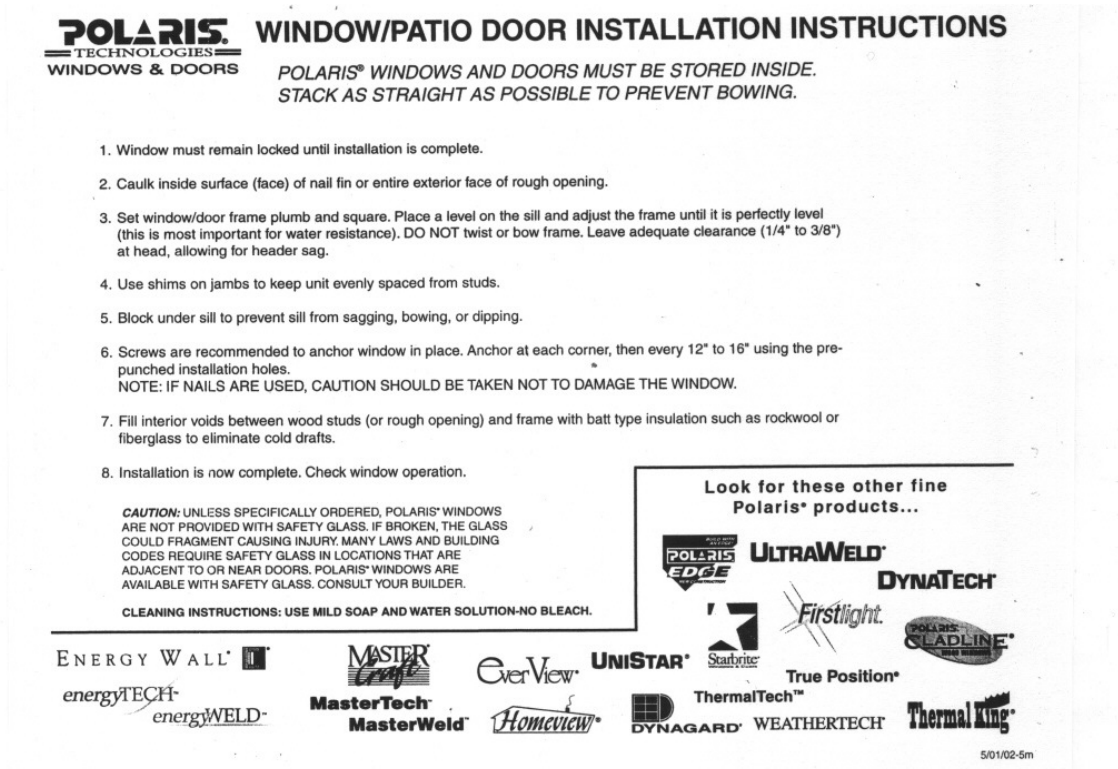 POLARIS. WINDOW/PATIO DOOR INSTALLATION INSTRUCTIONS
TECHNOLOGIES
WINDOWS & DOORS
POLARIS® WINDOWS AND DOORS MUST BE STORED INSIDE.
STACK AS STRAIGHT AS POSSIBLE TO PREVENT BOWING.
1. Window must remain locked until installation is complete.
2. Caulk inside surface (face) of nail fin or entire exterior face of rough opening.
3. Set window/door frame plumb and square. Place a level on the sill and adjust the frame until it is perfectly level
(this is most important for water resistance). DO NOT twist or bow frame. Leave adequate clearance (1/4" to 3/8")
at head, allowing for header sag.
4. Use shims on jambs to keep unit evenly spaced from studs.
5. Block under sill to prevent sill from sagging, bowing, or dipping.
6. Screws are recommended to anchor window in place. Anchor at each corner, then every 12" to 16" using the pre-
punched installation holes.
NOTE: IF NAILS ARE USED, CAUTION SHOULD BE TAKEN NOT TO DAMAGE THE WINDOW.
7. Fill interior voids between wood studs (or rough opening) and frame with batt type insulation such as rockwool or
fiberglass to eliminate cold drafts.
8. Installation is now complete. Check window operation.
CAUTION: UNLESS SPECIFICALLY ORDERED, POLARIS® WINDOWS
ARE NOT PROVIDED WITH SAFETY GLASS. IF BROKEN, THE GLASS
COULD FRAGMENT CAUSING INJURY. MANY LAWS AND BUILDING
CODES REQUIRE SAFETY GLASS IN LOCATIONS THAT ARE
ADJACENT TO OR NEAR DOORS. POLARIS® WINDOWS ARE
AVAILABLE WITH SAFETY GLASS. CONSULT YOUR BUILDER.
CLEANING INSTRUCTIONS: USE MILD SOAP AND WATER SOLUTION-NO BLEACH.
Look for these other fine
Polaris® products...
POLARIS
EDGE
ULTRAWELD®
DYNATECH®
Starbrite®
Firstlight.
POLARIS.
CLADLINE®
True Position®
ThermalTech™
WEATHERTECH®
Thermal King®
ENERGY WALL®
energyTECH™
energyWELD™
MASTER
Craft
MasterTech™
MasterWeld™
EverView®
UNISTAR®
Homeview®
DYNAGARD®
5/01/02-5m